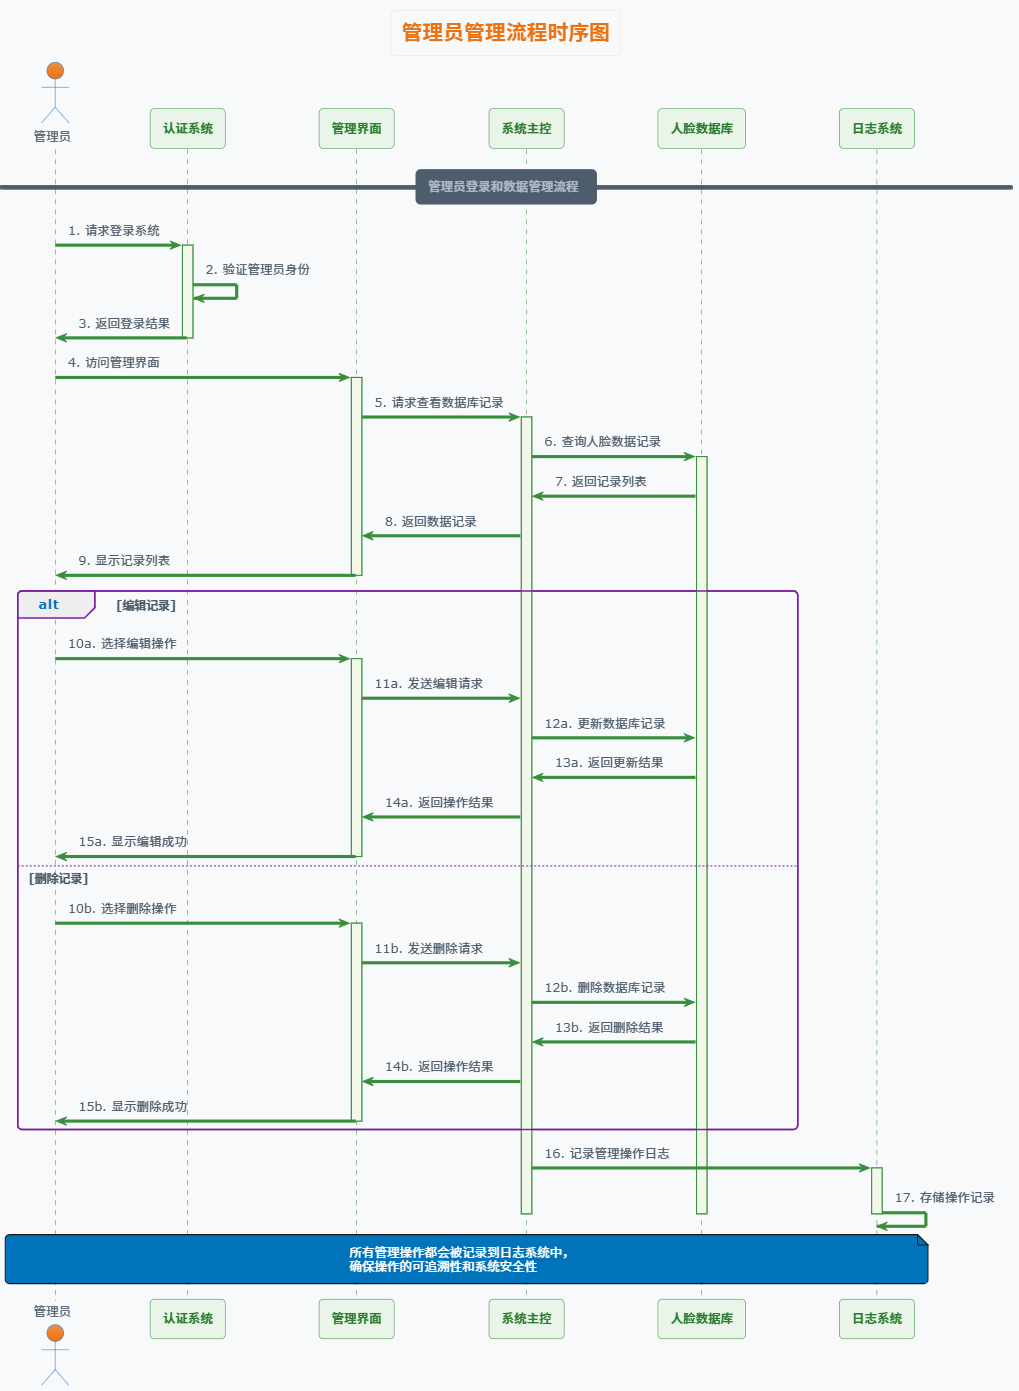 管理员管理流程时序图
管理员
认证系统
管理界面
系统主控
人脸数据库
日志系统
管理员登录和数据管理流程
1. 请求登录系统
2. 验证管理员身份
3. 返回登录结果
4. 访问管理界面
5. 请求查看数据库记录
6. 查询人脸数据记录
7. 返回记录列表
8. 返回数据记录
9. 显示记录列表
alt
[编辑记录]
10a. 选择编辑操作
11a. 发送编辑请求
12a. 更新数据库记录
13a. 返回更新结果
14a. 返回操作结果
15a. 显示编辑成功
[删除记录]
10b. 选择删除操作
11b. 发送删除请求
12b. 删除数据库记录
13b. 返回删除结果
14b. 返回操作结果
15b. 显示删除成功
16. 记录管理操作日志
17. 存储操作记录
所有管理操作都会被记录到日志系统中，
确保操作的可追溯性和系统安全性
管理员
认证系统
管理界面
系统主控
人脸数据库
日志系统